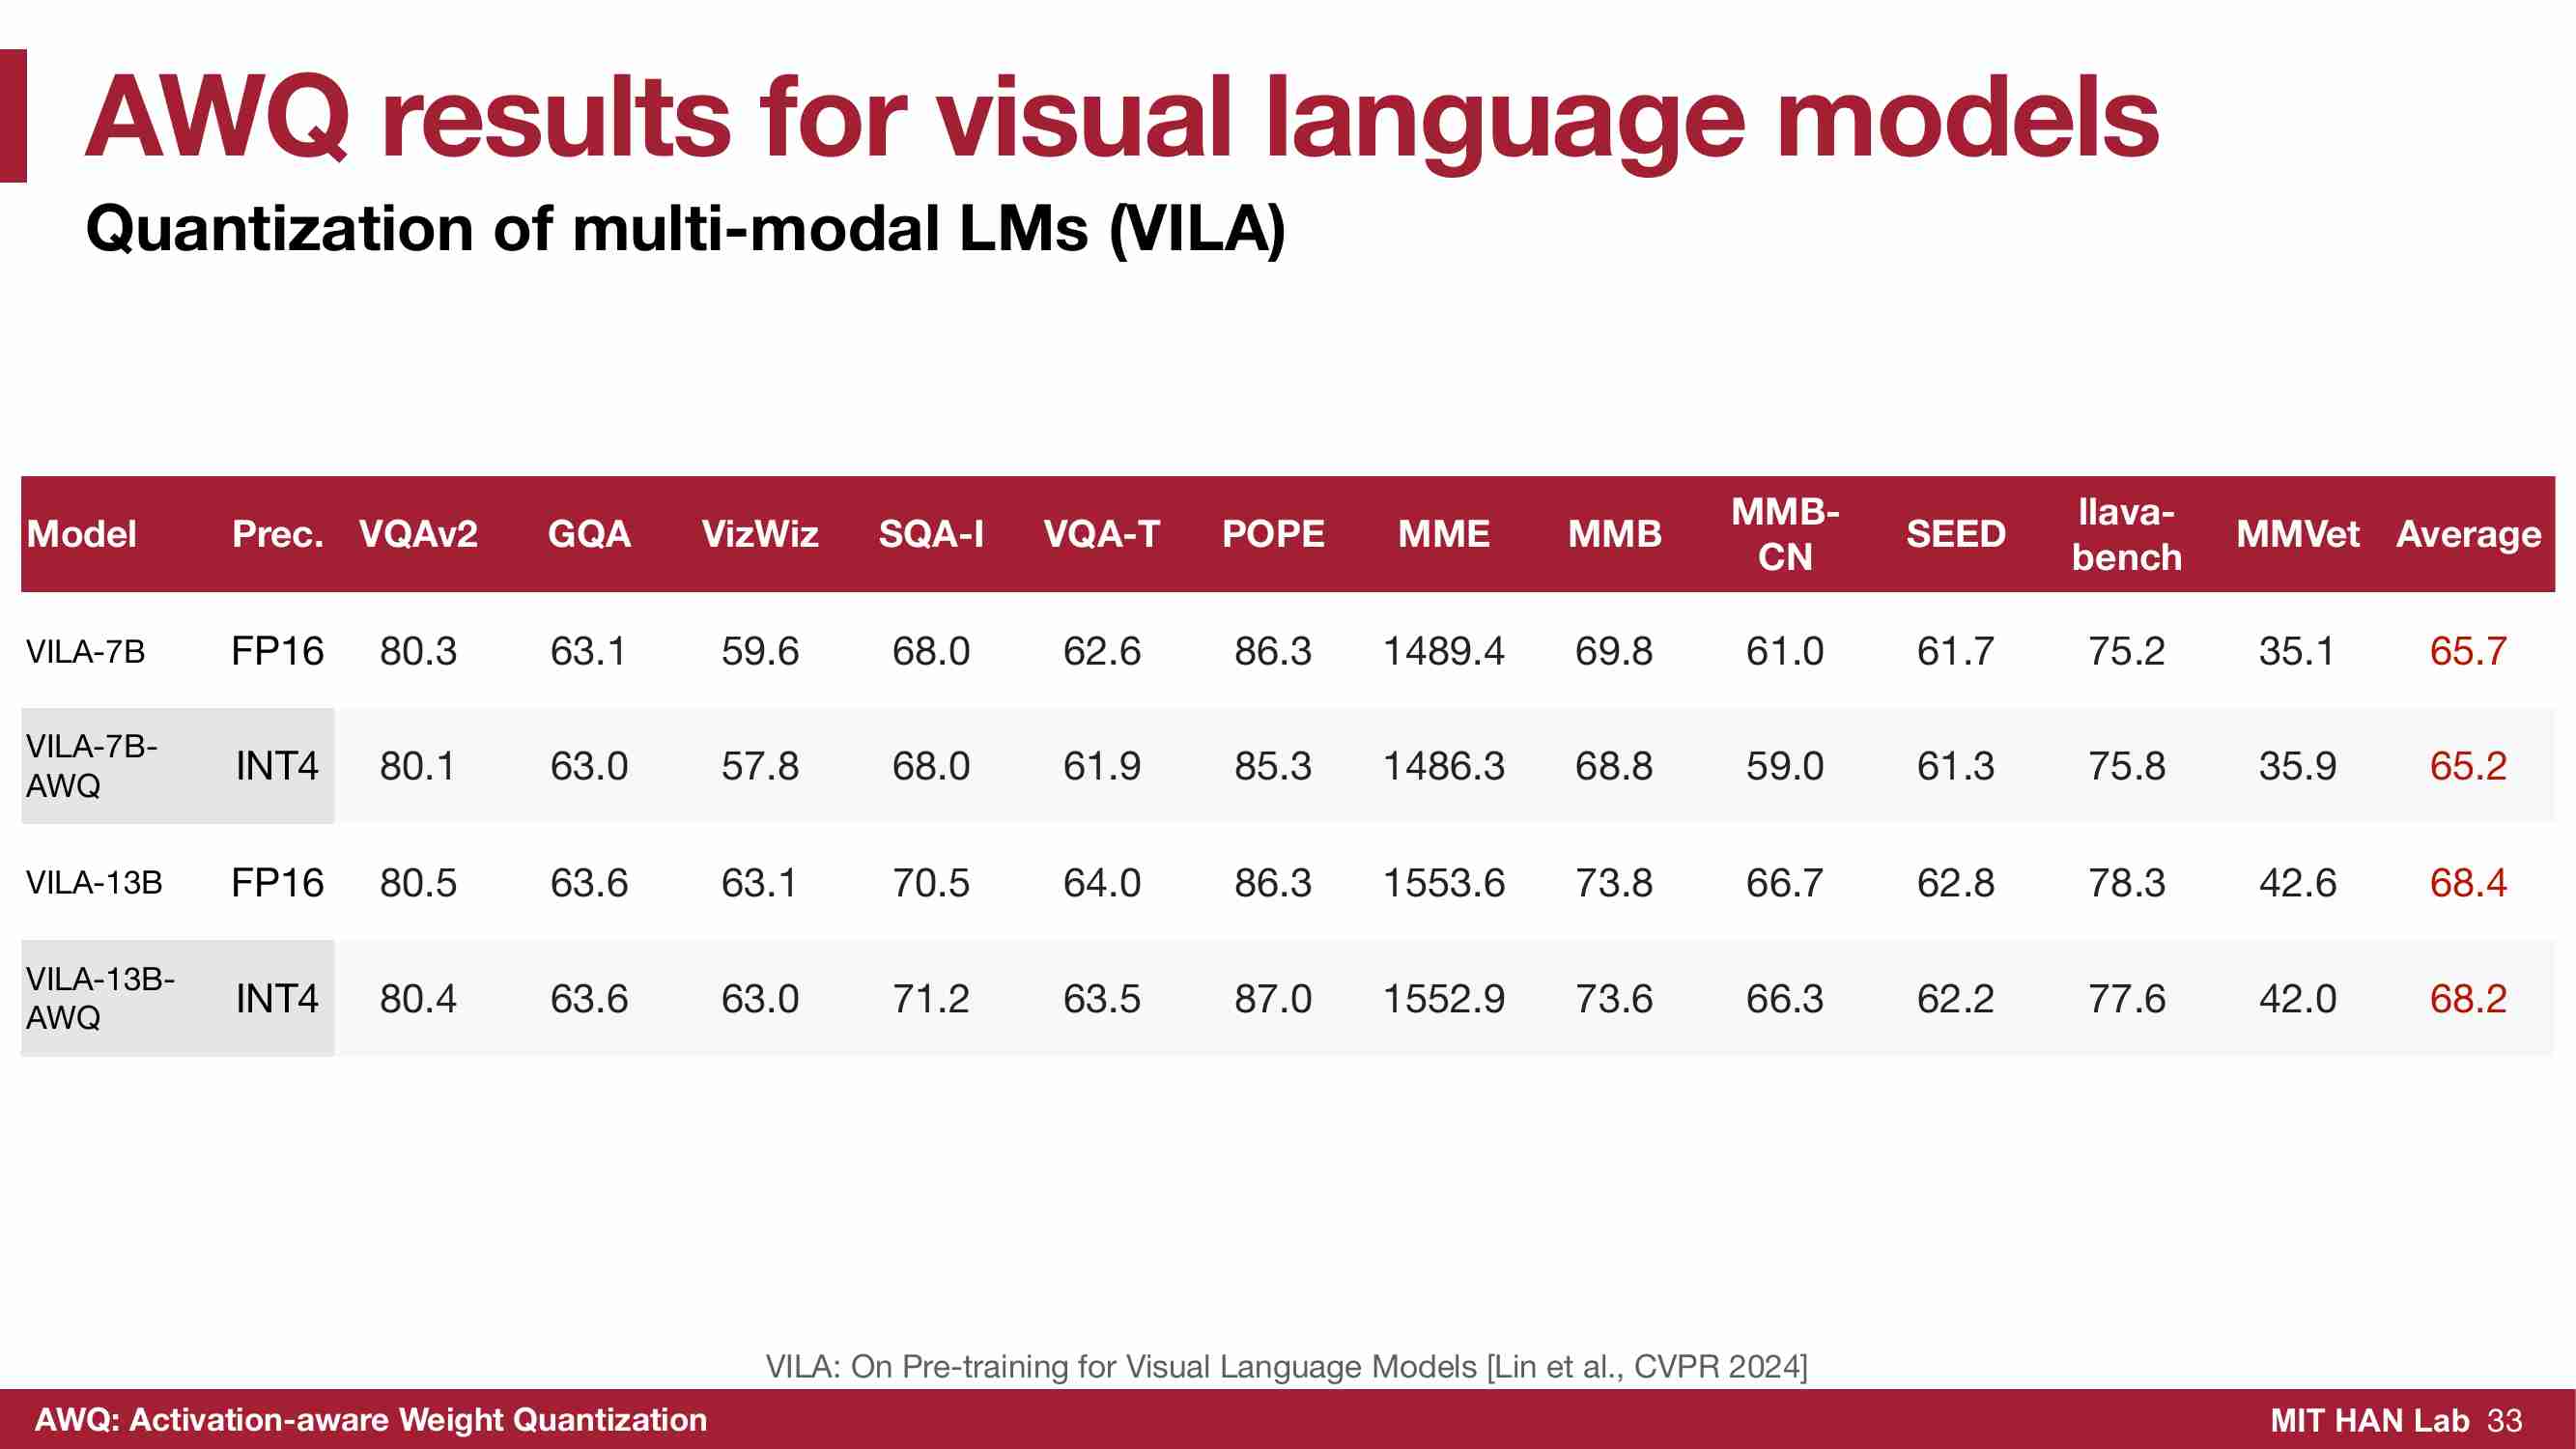 AWQ results for visual language models
Quantization of multi-modal LMs (VILA)
Model Prec. VQAv2 GQA VizWiz SQA-I VQA-T POPE MME MMB MMB-CN SEED llava-bench MMVet Average
VILA-7B FP16 80.3 63.1 59.6 68.0 62.6 86.3 1489.4 69.8 61.0 61.7 75.2 35.1 65.7
VILA-7B-AWQ INT4 80.1 63.0 57.8 68.0 61.9 85.3 1486.3 68.8 59.0 61.3 75.8 35.9 65.2
VILA-13B FP16 80.5 63.6 63.1 70.5 64.0 86.3 1553.6 73.8 66.7 62.8 78.3 42.6 68.4
VILA-13B-AWQ INT4 80.4 63.6 63.0 71.2 63.5 87.0 1552.9 73.6 66.3 62.2 77.6 42.0 68.2
VILA: On Pre-training for Visual Language Models [Lin et al., CVPR 2024]
AWQ: Activation-aware Weight Quantization MIT HAN Lab 33